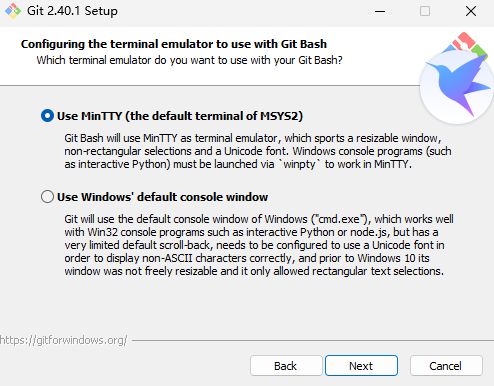 Git 2.40.1 Setup
Configuring the terminal emulator to use with Git Bash
Which terminal emulator do you want to use with your Git Bash?
Use MinTTY (the default terminal of MSYS2)
Git Bash will use MinTTY as terminal emulator, which sports a resizable window,
non-rectangular selections and a Unicode font. Windows console programs (such
as interactive Python) must be launched via `winpty` to work in MinTTY.
Use Windows' default console window
Git will use the default console window of Windows ("cmd.exe"), which works well
with Win32 console programs such as interactive Python or node.js, but has a
very limited default scroll-back, needs to be configured to use a Unicode font in
order to display non-ASCII characters correctly, and prior to Windows 10 its
window was not freely resizable and it only allowed rectangular text selections.
https://gitforwindows.org/
Back
Next
Cancel